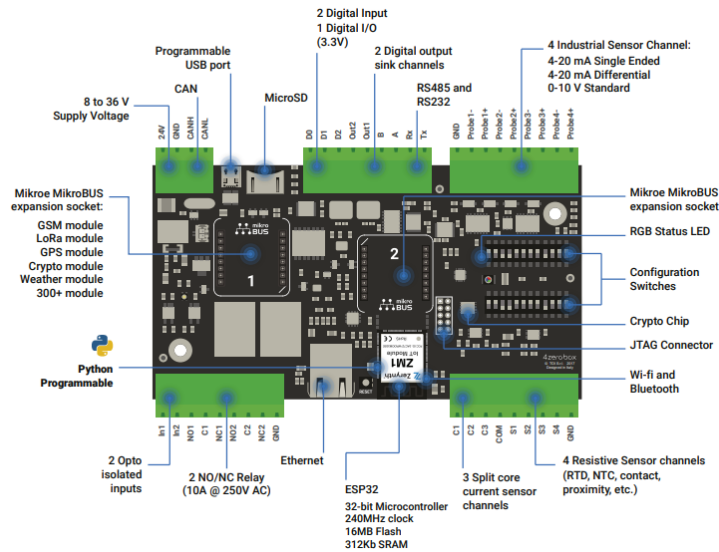 2 Digital Input
1 Digital I/O
(3.3V)
Programmable
USB port
2 Digital output
sink channels
4 Industrial Sensor Channel:
4-20 mA Single Ended
4-20 mA Differential
0-10 V Standard
CAN
MicroSD
RS485 and
RS232
8 to 36 V
Supply Voltage
24V
GND
CANH
CANL
D0
D1
D2
Out2
Out1
B
A
Rx
Tx
GND
Probe1-
Probe1+
Probe2-
Probe2+
Probe3-
Probe3+
Probe4-
Probe4+
Mikroe MikroBUS
expansion socket:
GSM module
LoRa module
GPS module
Crypto module
Weather module
300+ module
mikro
BUS
1
2
mikro
BUS
Mikroe MikroBUS
expansion socket
RGB Status LED
Configuration
Switches
Crypto Chip
JTAG Connector
4zerobox
Wi-fi and
Bluetooth
Python
Programmable
Zerynth
ZM1
IoT Module
CE
RoHS
RESET
In1
In2
NO1
C1
NC1
NO2
C2
NC2
GND
C1
C2
C3
COM
S1
S2
S3
S4
GND
2 Opto
isolated
inputs
2 NO/NC Relay
(10A @ 250V AC)
Ethernet
ESP32
32-bit Microcontroller
240MHz clock
16MB Flash
312Kb SRAM
3 Split core
current sensor
channels
4 Resistive Sensor channels
(RTD, NTC, contact,
proximity, etc.)